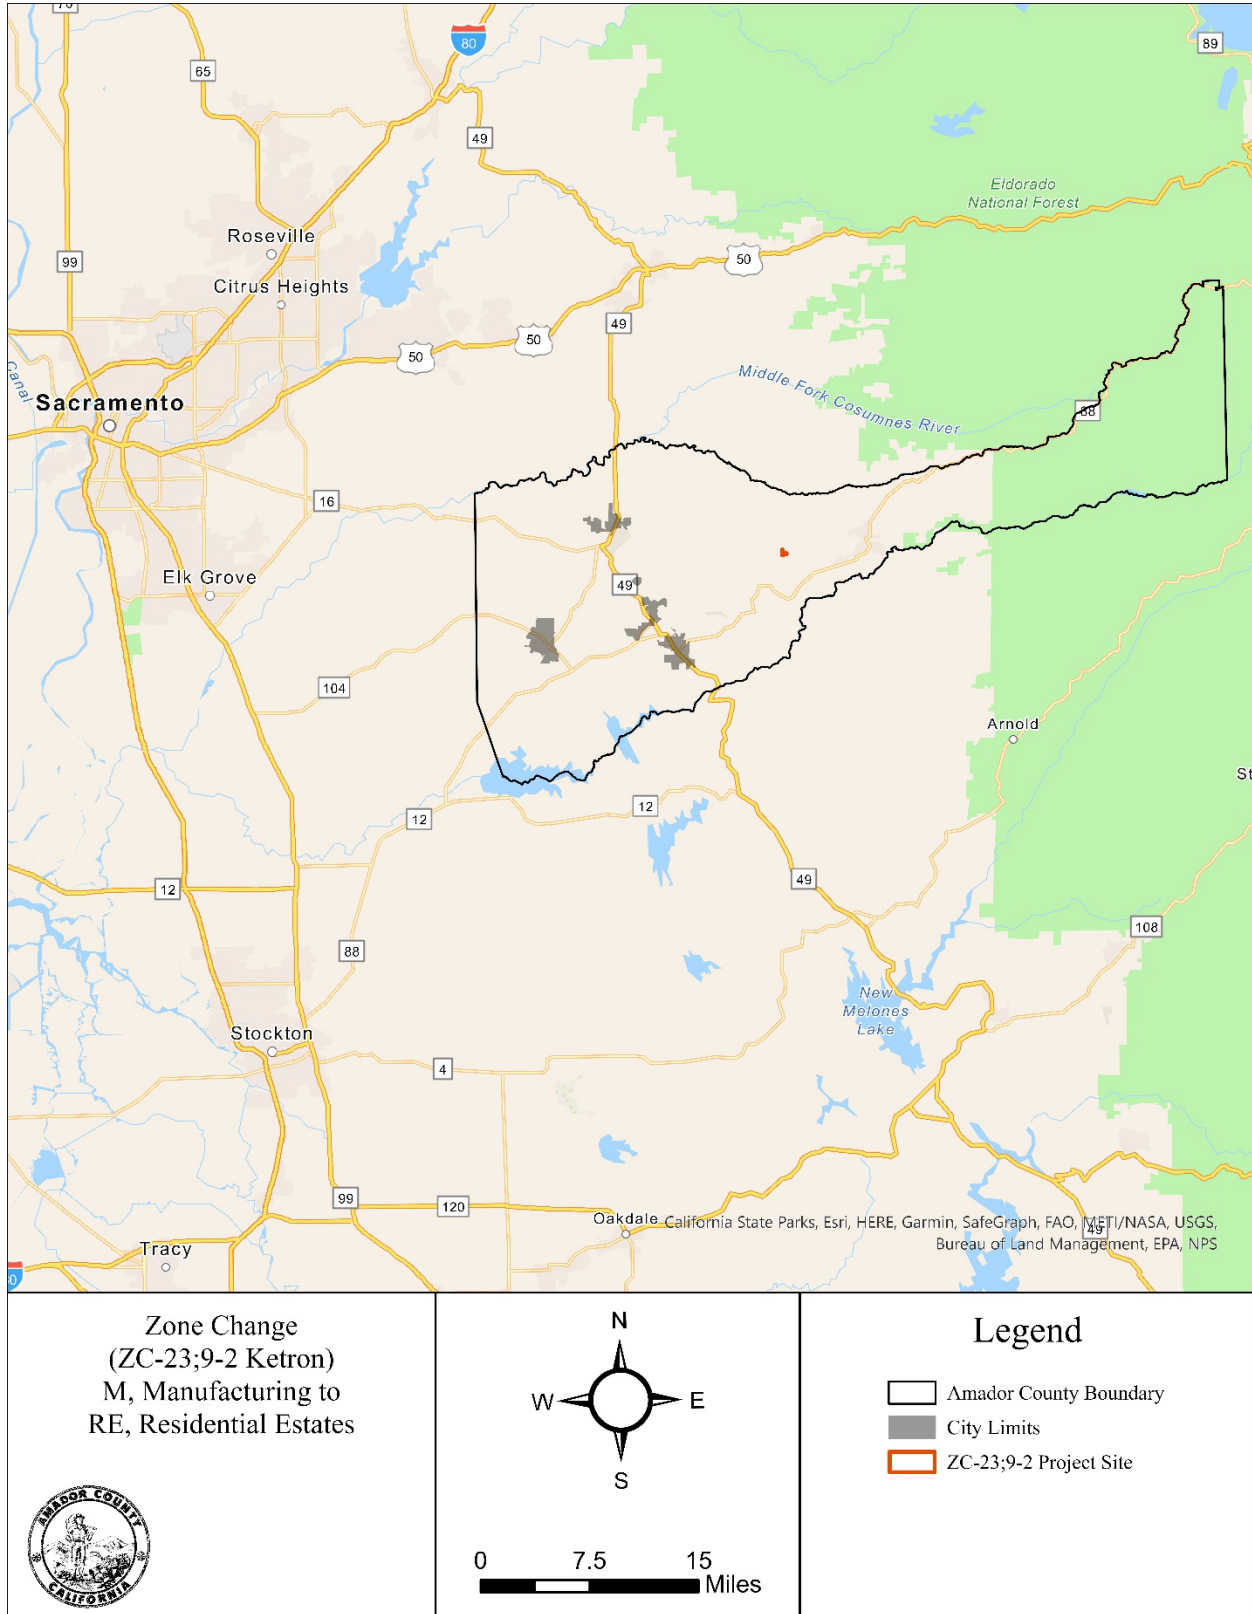 70
80
89
65
49
Eldorado
National Forest
Roseville
99
50
Citrus Heights
49
50
50
Canal
Middle Fork Cosumnes River
Sacramento
88
16
Elk Grove
49
104
Arnold
St
12
12
49
12
108
88
New
Melones
Lake
Stockton
4
99
120
Oakdale
California State Parks, Esri, HERE, Garmin, SafeGraph, FAO, METI/NASA, USGS,
Bureau of Land Management, EPA, NPS
49
Tracy
80
Zone Change
(ZC-23;9-2 Ketron)
M, Manufacturing to
RE, Residential Estates
AMADOR COUNTY
CALIFORNIA
N
W
E
S
0 7.5 15
Miles
Legend
Amador County Boundary
City Limits
ZC-23;9-2 Project Site